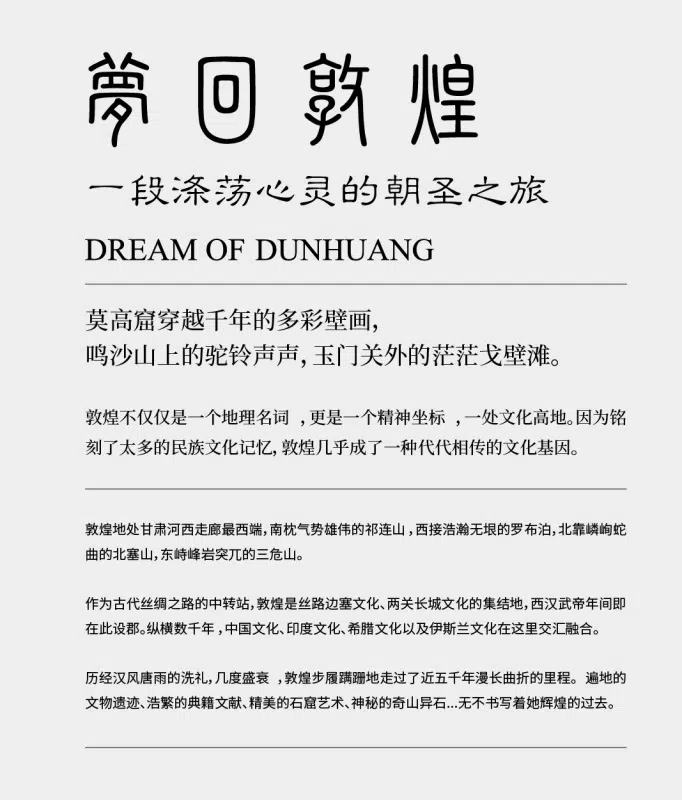 夢回敦煌
一段涤荡心灵的朝圣之旅
DREAM OF DUNHUANG
莫高窟穿越千年的多彩壁画，
鸣沙山上的驼铃声声，玉门关外的茫茫戈壁滩。
敦煌不仅仅是一个地理名词 ，更是一个精神坐标 ，一处文化高地。因为铭
刻了太多的民族文化记忆，敦煌几乎成了一种代代相传的文化基因。
敦煌地处甘肃河西走廊最西端，南枕气势雄伟的祁连山，西接浩瀚无垠的罗布泊，北靠嶙峋蛇
曲的北塞山，东峙峰岩突兀的三危山。
作为古代丝绸之路的中转站，敦煌是丝路边塞文化、两关长城文化的集结地，西汉武帝年间即
在此设郡。纵横数千年，中国文化、印度文化、希腊文化以及伊斯兰文化在这里交汇融合。
历经汉风唐雨的洗礼，几度盛衰 ，敦煌步履蹒跚地走过了近五千年漫长曲折的里程。 遍地的
文物遗迹、浩繁的典籍文献、精美的石窟艺术、神秘的奇山异石...无不书写着她辉煌的过去。